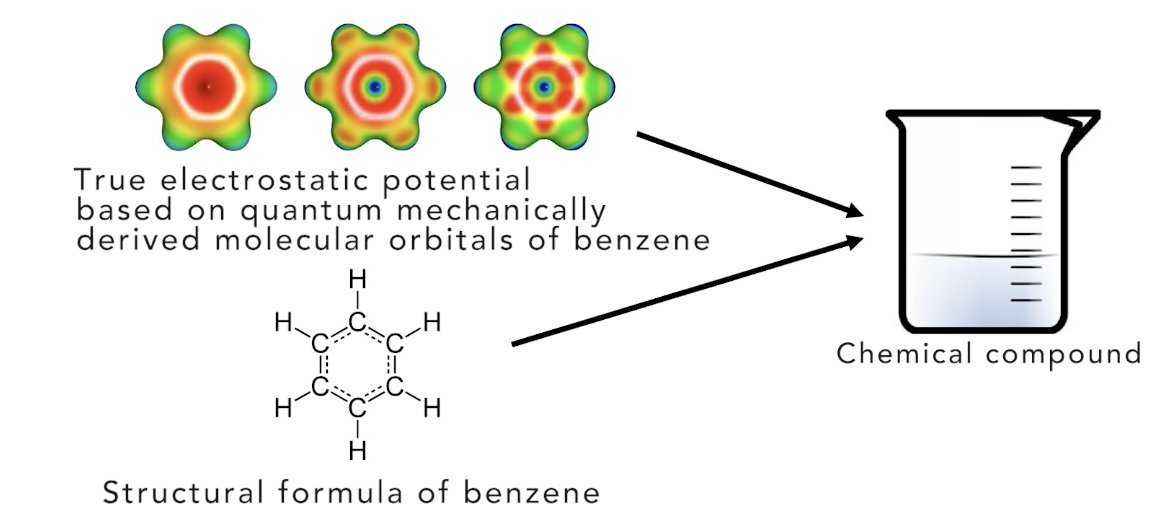 True electrostatic potential
based on quantum mechanically
derived molecular orbitals of benzene
H
H
H
C
C
C
C
C
C
H
H
H
Structural formula of benzene
Chemical compound